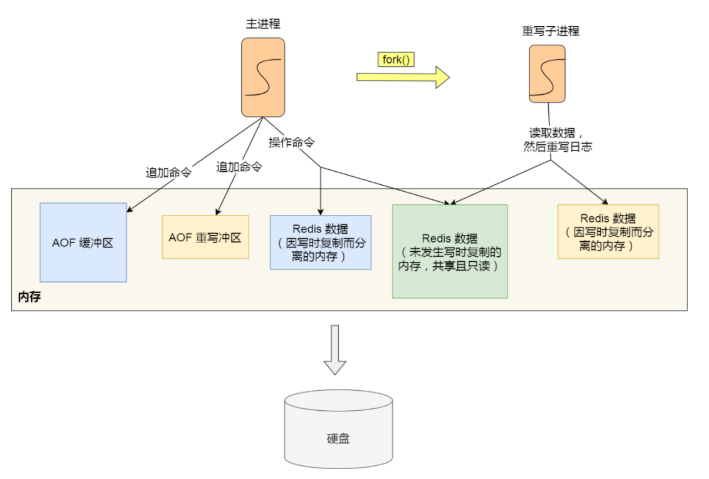 主进程
重写子进程
fork()
操作命令
读取数据，
然后重写日志
追加命令
追加命令
AOF 缓冲区
AOF 重写冲区
Redis 数据
（因写时复制而分
离的内存）
Redis 数据
（未发生写时复制的
内存，共享且只读）
Redis 数据
（因写时复制而分
离的内存）
内存
硬盘